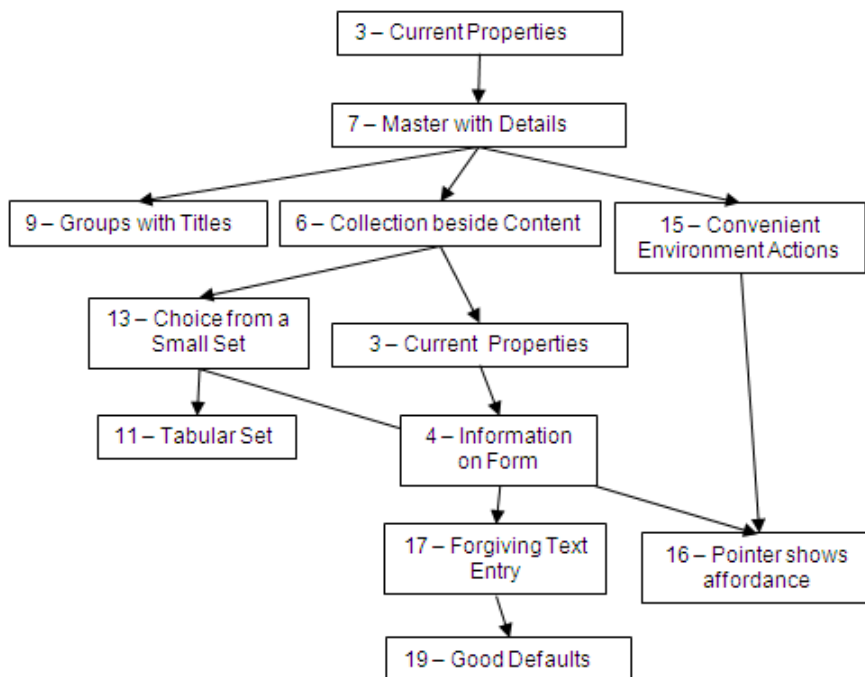 3 – Current Properties
7 – Master with Details
9 – Groups with Titles
6 – Collection beside Content
15 – Convenient
Environment Actions
13 – Choice from a
Small Set
3 – Current Properties
11 – Tabular Set
4 – Information
on Form
17 – Forgiving Text
Entry
16 – Pointer shows
affordance
19 – Good Defaults